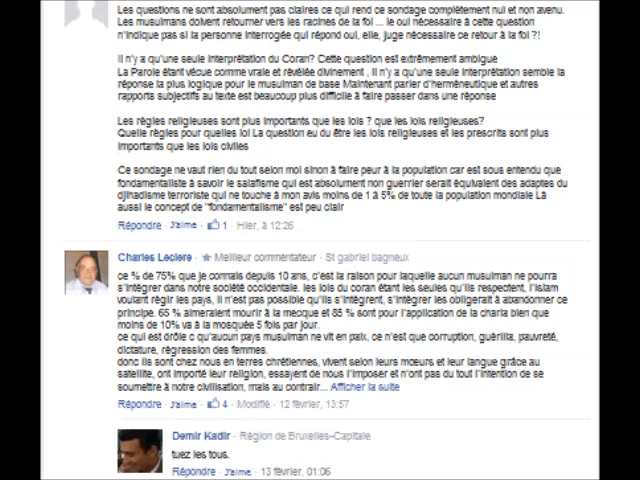 Les questions ne sont absolument pas claires ce qui rend ce sondage complètement nul et non avenu.
Les musulmans doivent retourner vers les racines de la foi ... le oui nécessaire à cette question
n'indique pas si la personne interrogée qui répond oui, elle, juge nécessaire ce retour à la foi ?!
Il n'y a qu'une seule interprétation du Coran? Cette question est extrêmement ambigue
La Parole étant vécue comme vraie et révélée divinement , il n'y a qu'une seule interprétation semble la
réponse la plus logique pour le musulman de base Maintenant parler d'herméneutique et autres
rapports subjectifs au texte est beaucoup plus difficile à faire passer dans une réponse
Les règles religieuses sont plus importants que les lois ? que les lois religieuses?
Quelle règles pour quelles loi La question eu du être les lois religieuses et les prescrits sont plus
importants que les lois civiles
Ce sondage ne vaut rien du tout selon moi sinon à faire peur à la population car est sous entendu que
fondamentaliste à savoir le salafisme qui est absolument non guerrier serait équivalent des adaptes du
djihadisme terroriste qui ne touche à mon avis moins de 1 à 5% de toute la population mondiale Là
aussi le concept de "fondamentalisme" est peu clair
Répondre · J'aime · 1 · Hier, à 12:26
Charles Leclere · Meilleur commentateur · St gabriel bagneux
ce % de 75% que je connais depuis 10 ans, c'est la raison pour laquelle aucun musulman ne pourra
s'intégrer dans notre société occidentale. les lois du coran étant les seules qu'ils respectent, l'islam
voulant régir les pays, il n'est pas possible qu'ils s'intégrent, s'intégrer les obligerait à abandonner ce
principe. 65 % aimeraient mourir à la mecque et 85 % sont pour l'application de la charia bien que
moins de 10% va à la mosquée 5 fois par jour.
ce qui est drôle c qu'aucun pays musulman ne vit en paix, ce n'est que corruption, guérilla, pauvreté,
dictature, régression des femmes.
donc ils sont chez nous en terres chrétiennes, vivent selon leurs mœurs et leur langue grâce au
satellite, ont importé leur religion, essayent de nous l'imposer et n'ont pas du tout l'intention de se
soumettre à notre civilisation, mais au contrair... Afficher la suite
Répondre · J'aime · 4 · Modifié · 12 février, 13:57
Demir Kadir · Région de Bruxelles-Capitale
tuez les tous.
Répondre · J'aime · 13 février, 01:06